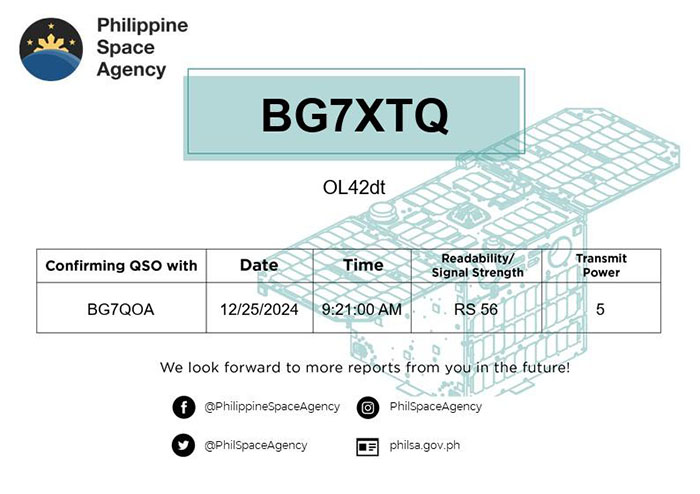 Philippine
Space
Agency
BG7XTQ
OL42dt
Confirming QSO with
Date
Time
Readability/
Signal Strength
Transmit
Power
BG7QOA
12/25/2024
9:21:00 AM
RS 56
5
We look forward to more reports from you in the future!
@PhilippineSpaceAgency
PhilSpaceAgency
@PhilSpaceAgency
philsa.gov.ph